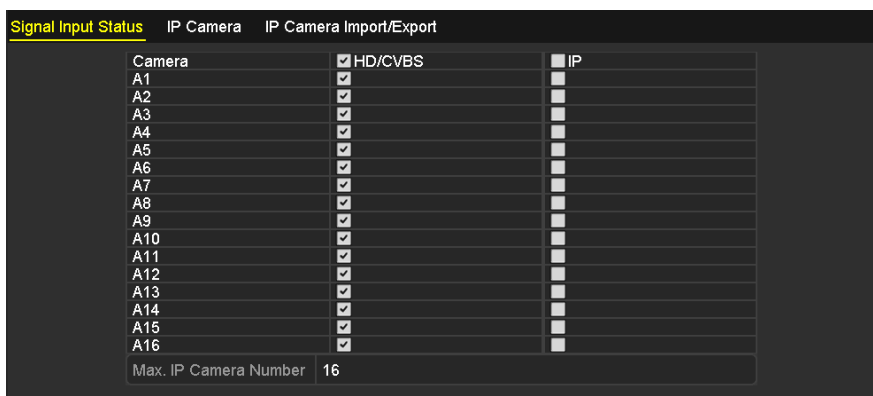 Signal Input Status IP Camera IP Camera Import/Export
Camera HD/CVBS IP
A1
A2
A3
A4
A5
A6
A7
A8
A9
A10
A11
A12
A13
A14
A15
A16
Max. IP Camera Number 16